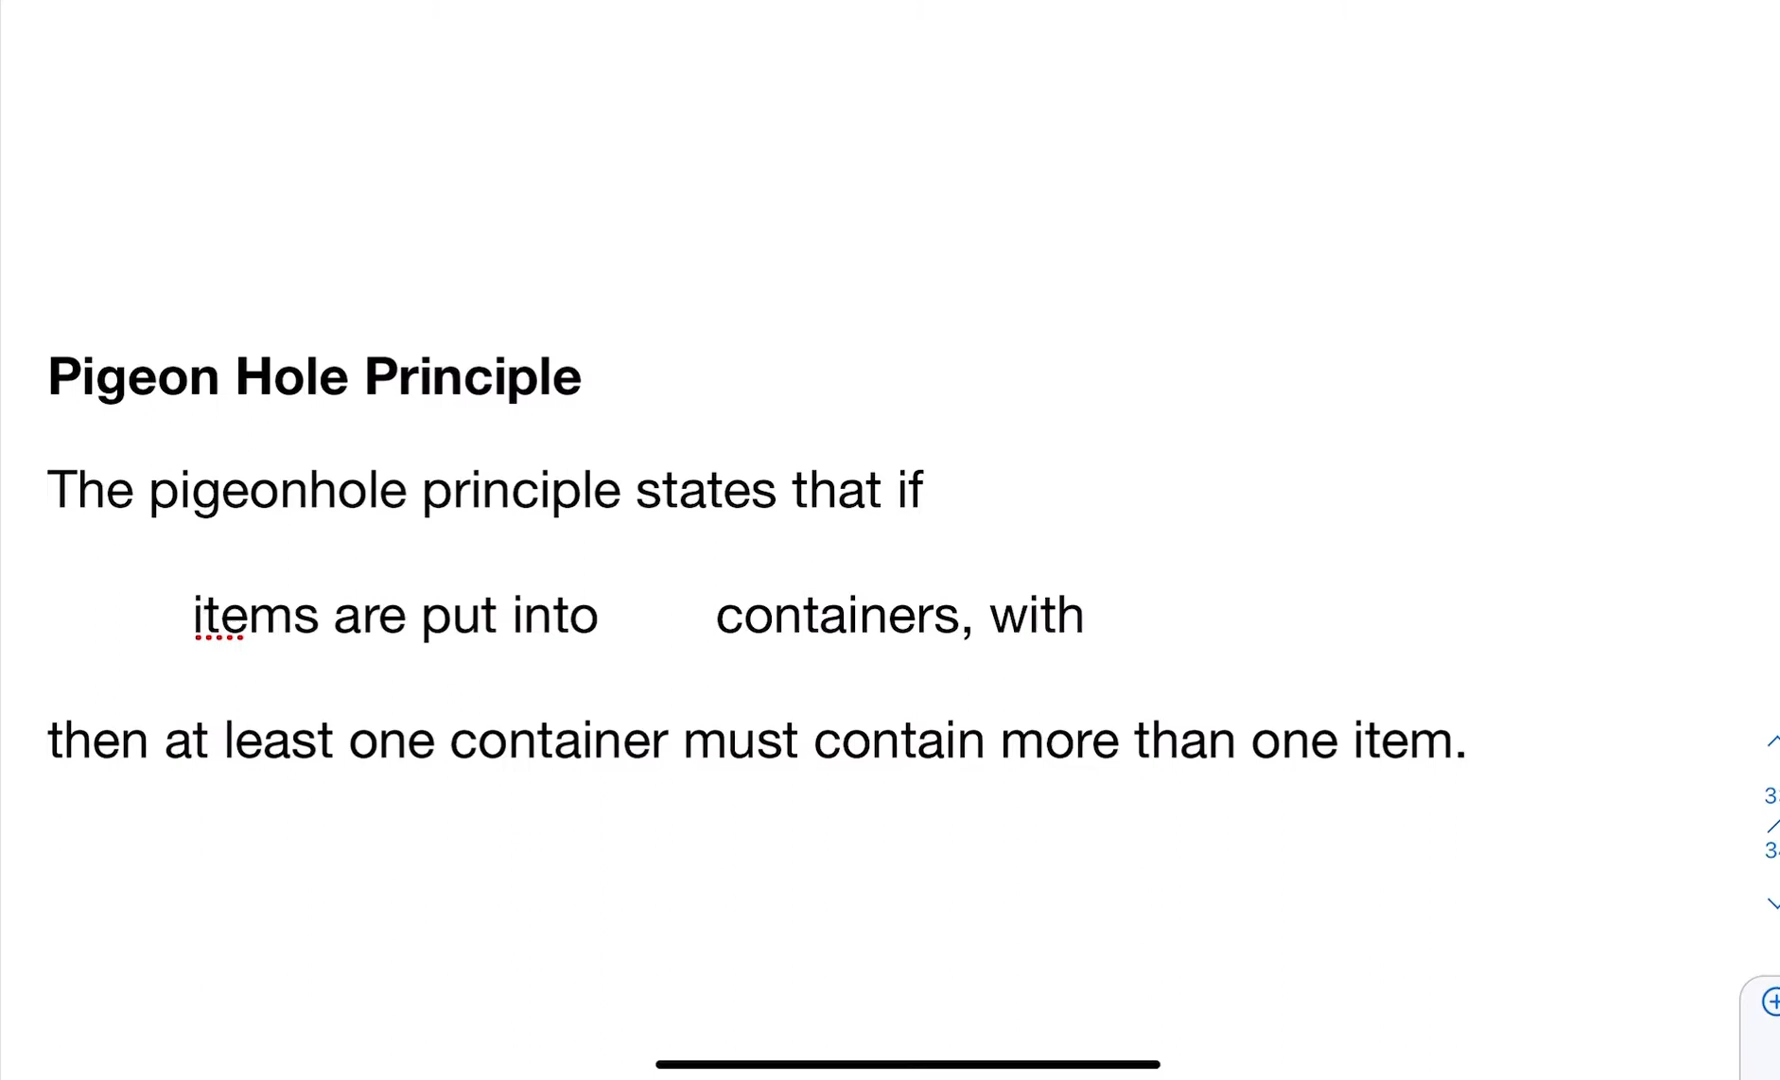 Pigeon Hole Principle
The pigeonhole principle states that if
items are put into containers, with
then at least one container must contain more than one item.